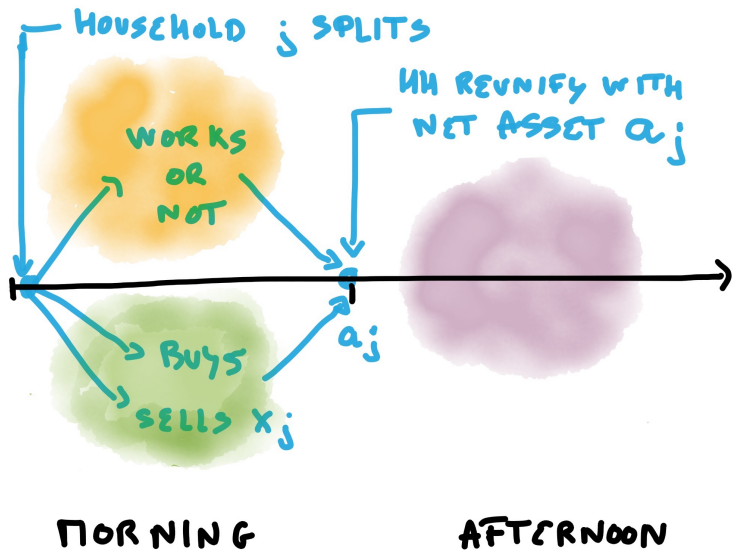 HOUSEHOLD j SPLITS
HH REUNIFY WITH
NET ASSET aj
WORKS
OR
NOT
BUYS
SELLS xj
aj
MORNING
AFTERNOON